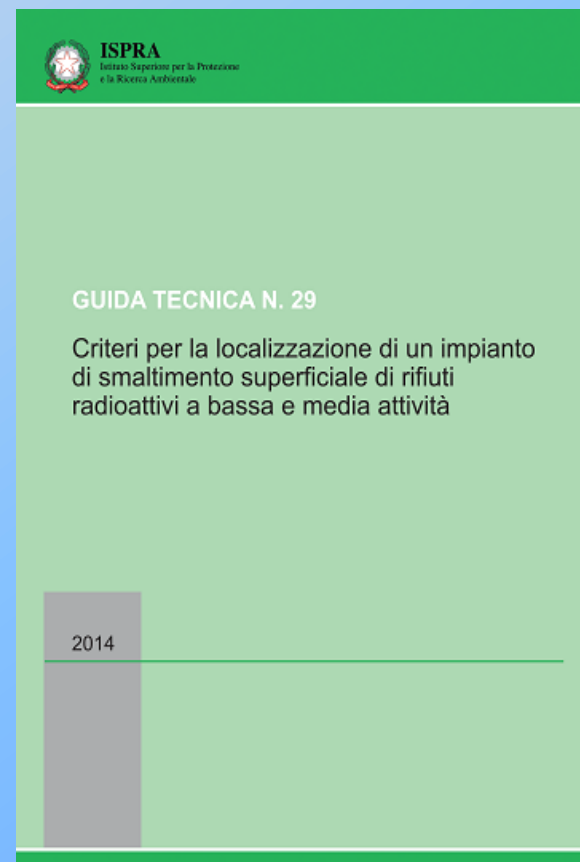 ISPRA
Istituto Superiore per la Protezione
e la Ricerca Ambientale
GUIDA TECNICA N. 29
Criteri per la localizzazione di un impianto
di smaltimento superficiale di rifiuti
radioattivi a bassa e media attività
2014